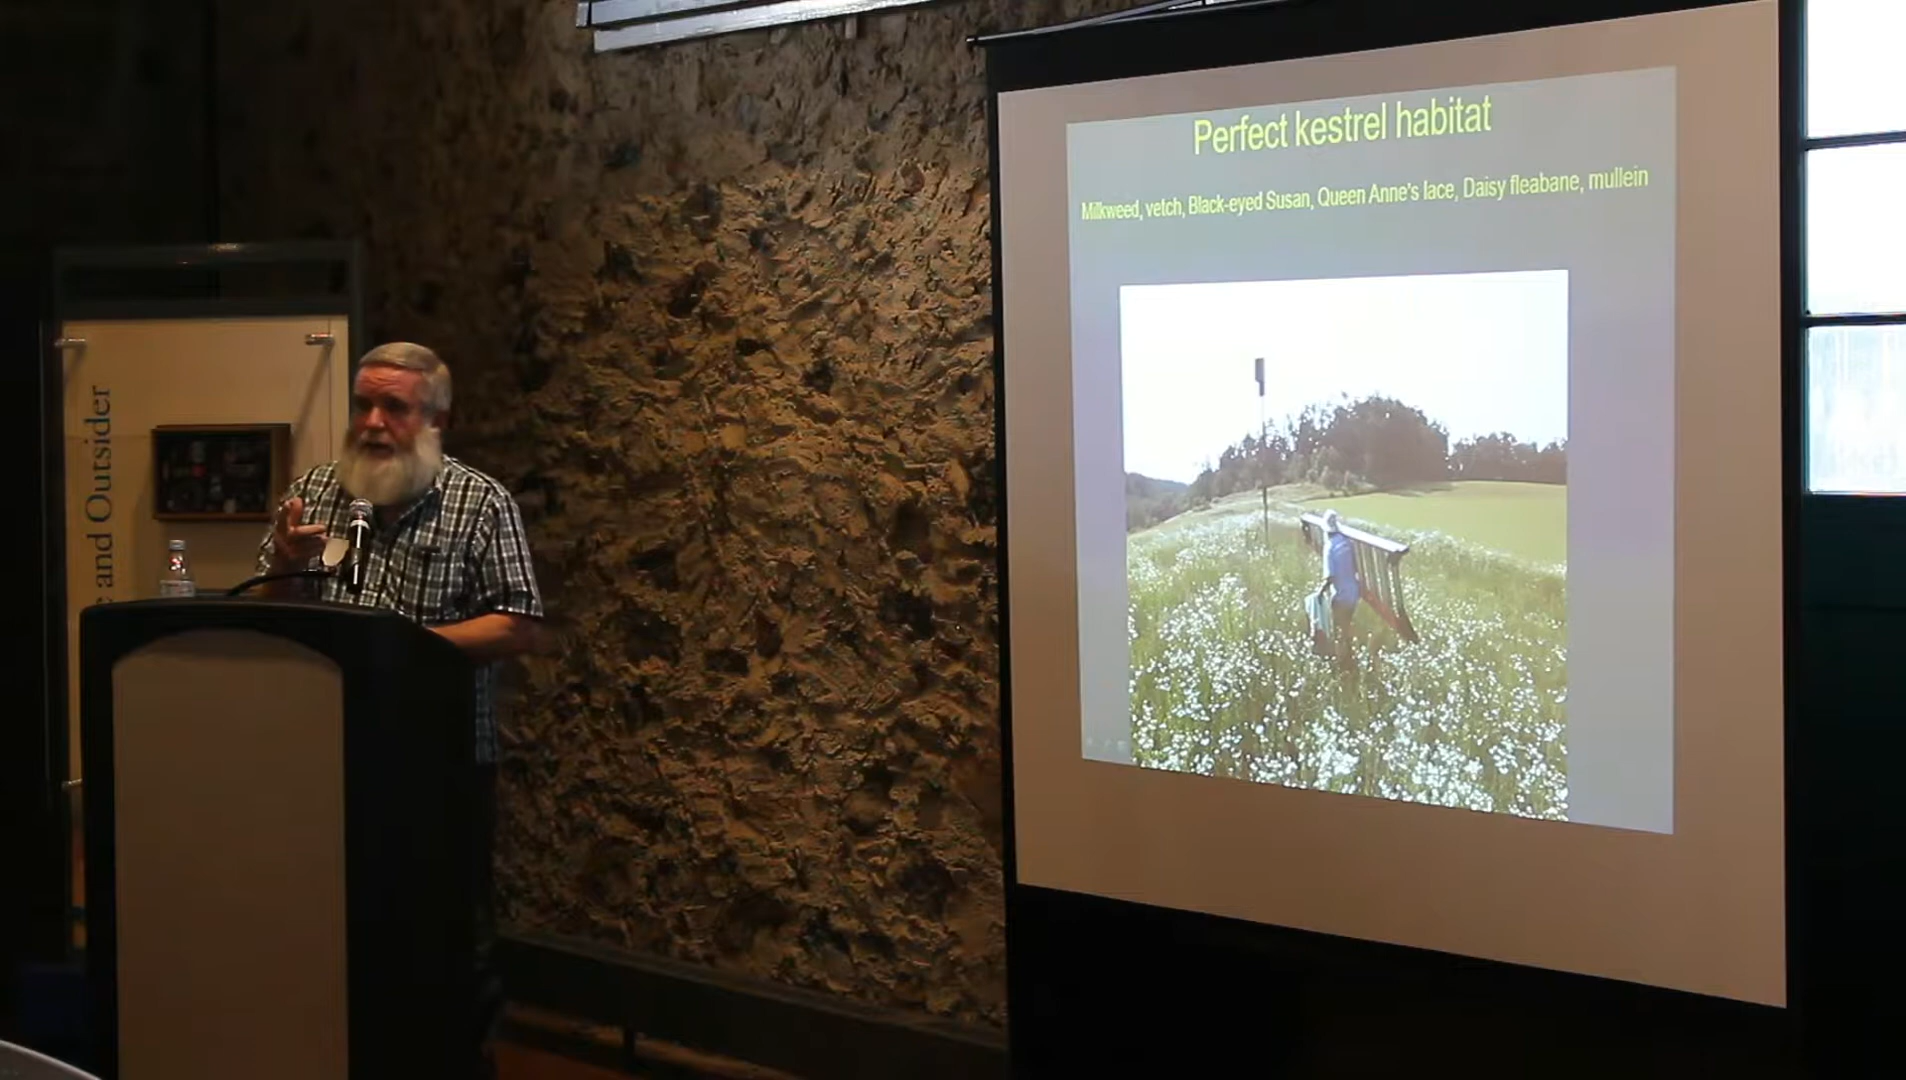 Perfect kestrel habitat
Milkweed, vetch, Black-eyed Susan, Queen Anne's lace, Daisy fleabane, mullein
and Outsider